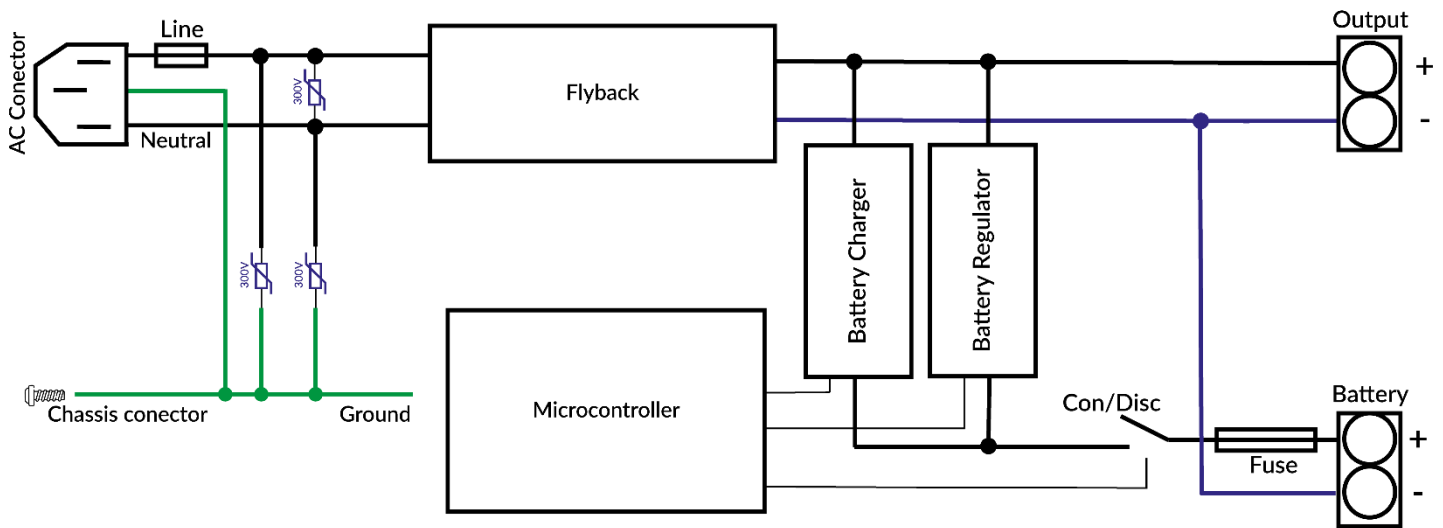 AC Conector
Line
300V
Neutral
Flyback
Output
+
-
300V
300V
Battery Charger
Battery Regulator
Chassis conector
Ground
Microcontroller
Con/Disc
Fuse
Battery
+
-